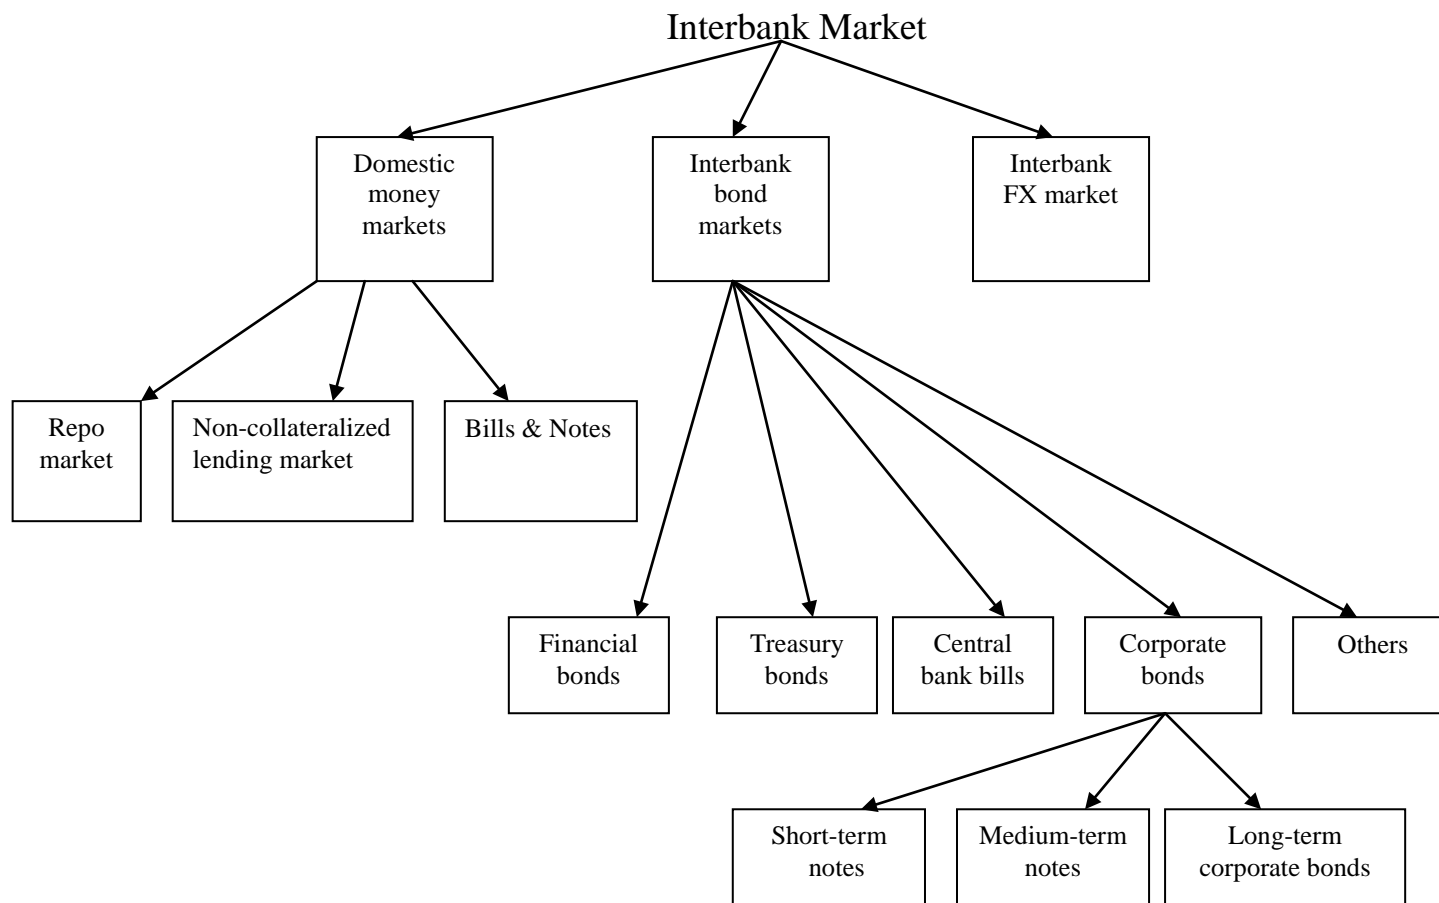 Interbank Market
Domestic
money
markets
Interbank
bond
markets
Interbank
FX market
Repo
market
Non-collateralized
lending market
Bills & Notes
Financial
bonds
Treasury
bonds
Central
bank bills
Corporate
bonds
Others
Short-term
notes
Medium-term
notes
Long-term
corporate bonds